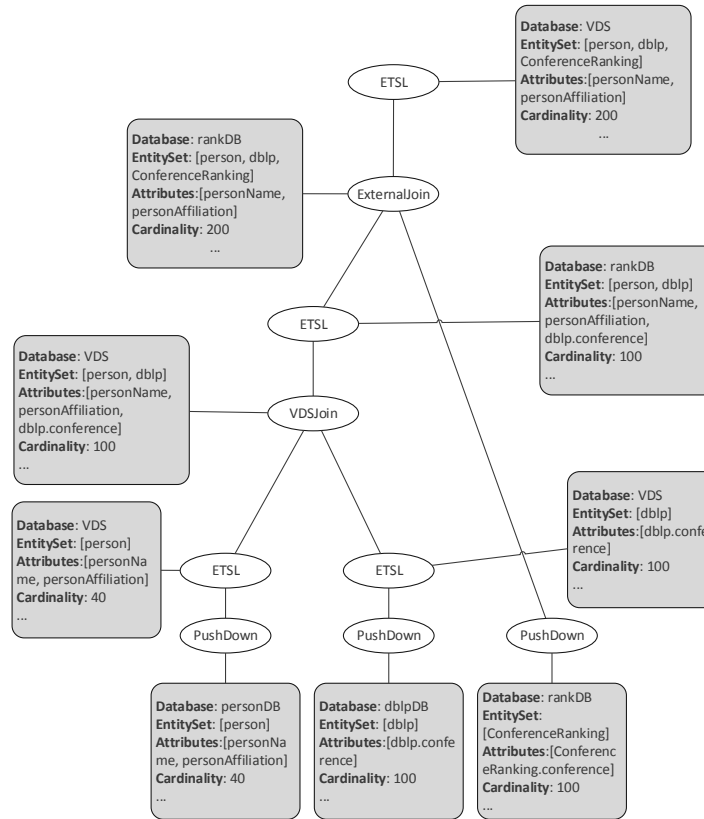 Database: VDS
EntitySet: [person, dblp,
ConferenceRanking]
Attributes:[personName,
personAffiliation]
Cardinality: 200
...
ETSL
Database: rankDB
EntitySet: [person, dblp,
ConferenceRanking]
Attributes:[personName,
personAffiliation]
Cardinality: 200
...
ExternalJoin
Database: rankDB
EntitySet: [person, dblp]
Attributes:[personName,
personAffiliation,
dblp.conference]
Cardinality: 100
...
ETSL
Database: VDS
EntitySet: [person, dblp]
Attributes:[personName,
personAffiliation,
dblp.conference]
Cardinality: 100
...
VDSJoin
Database: VDS
EntitySet: [dblp]
Attributes:[dblp.confe
rence]
Cardinality: 100
...
Database: VDS
EntitySet: [person]
Attributes:[personNa
me, personAffiliation]
Cardinality: 40
...
ETSL
ETSL
PushDown
PushDown
PushDown
Database: personDB
EntitySet: [person]
Attributes:[personNa
me, personAffiliation]
Cardinality: 40
...
Database: dblpDB
EntitySet: [dblp]
Attributes:[dblp.confe
rence]
Cardinality: 100
...
Database: rankDB
EntitySet:
[ConferenceRanking]
Attributes:[Conferenc
eRanking.conference]
Cardinality: 100
...